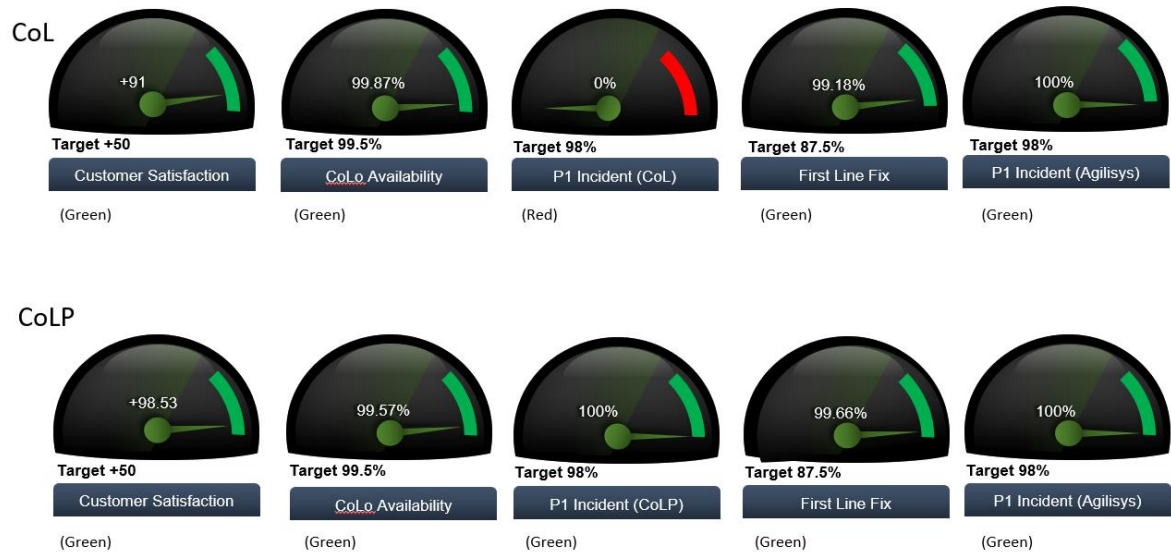 CoL
+91
99.87%
0%
99.18%
100%
Target +50
Target 99.5%
Target 98%
Target 87.5%
Target 98%
Customer Satisfaction
CoLo Availability
P1 Incident (CoL)
First Line Fix
P1 Incident (Agilisys)
(Green)
(Green)
(Red)
(Green)
(Green)
CoLP
+98.53
99.57%
100%
99.66%
100%
Target +50
Target 99.5%
Target 98%
Target 87.5%
Target 98%
Customer Satisfaction
CoLo Availability
P1 Incident (CoLP)
First Line Fix
P1 Incident (Agilisys)
(Green)
(Green)
(Green)
(Green)
(Green)